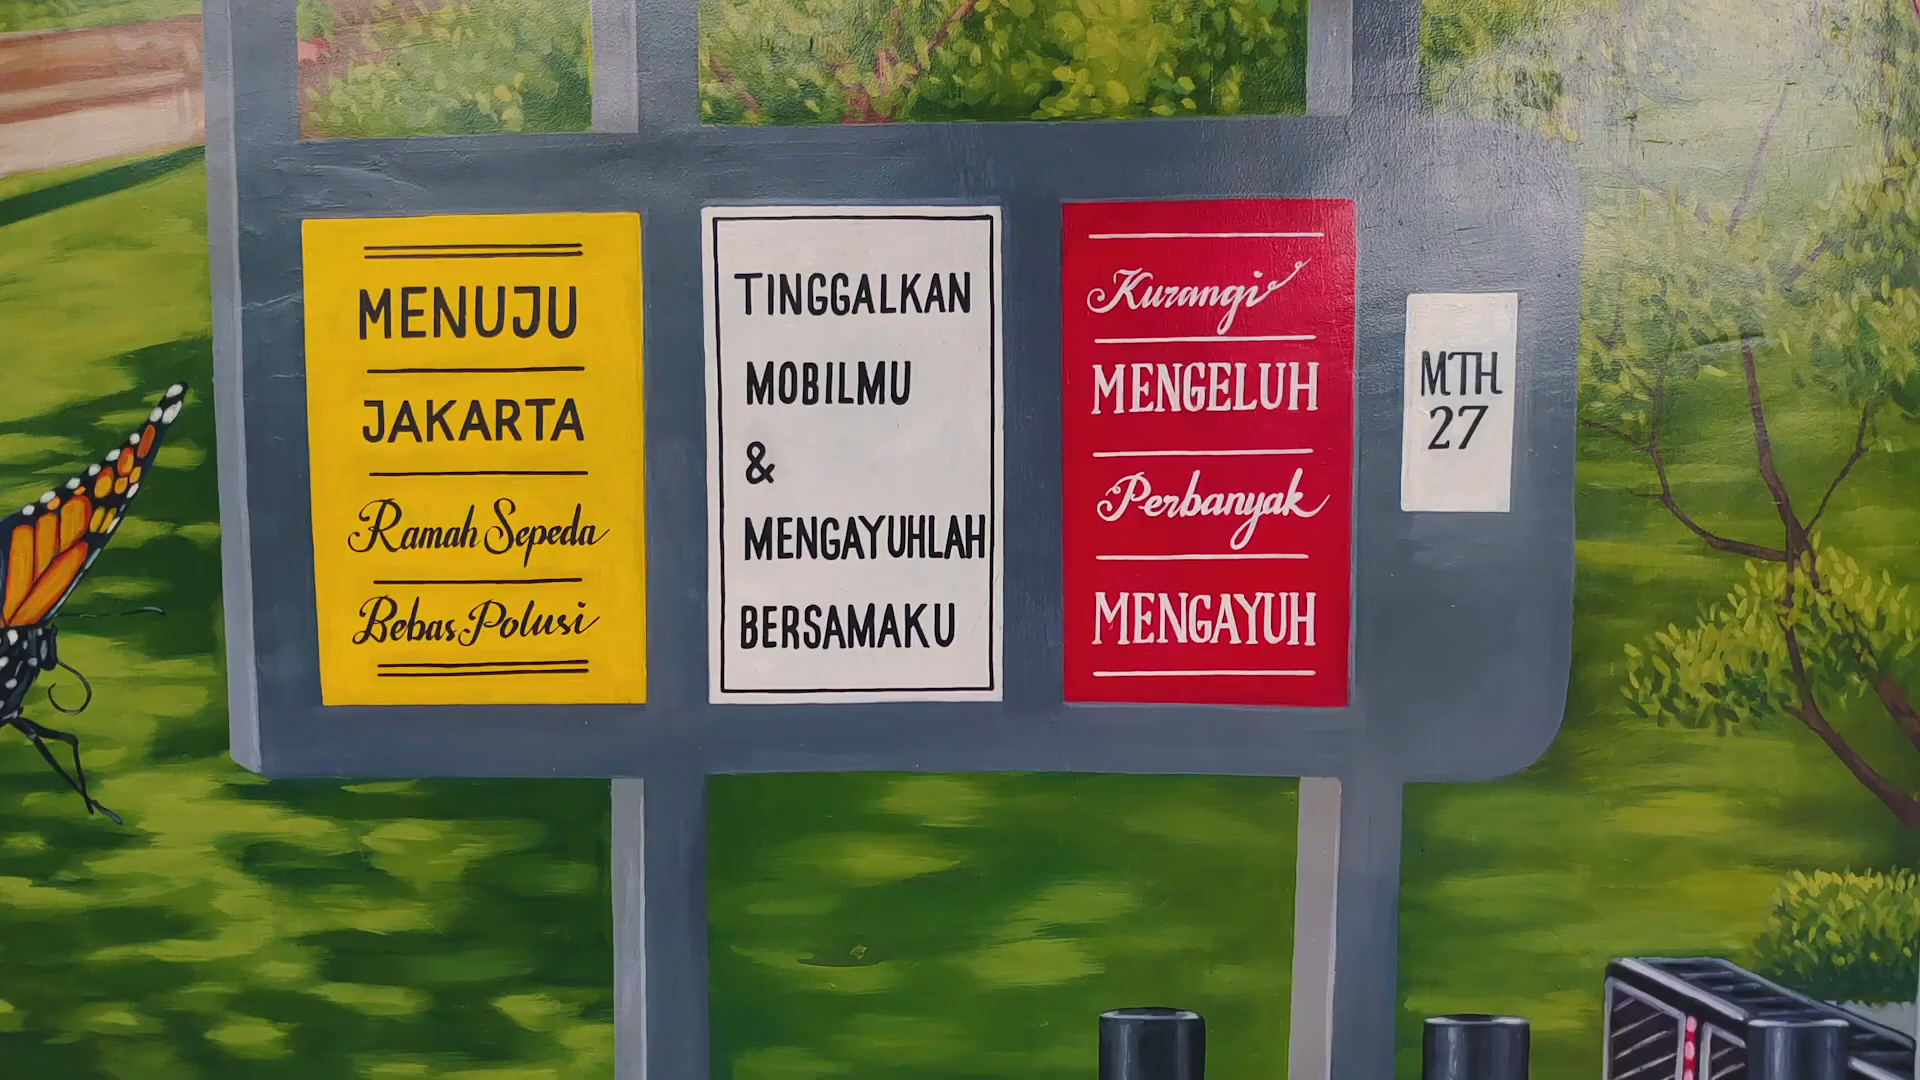 MENUJU
JAKARTA
Ramah Sepeda
Bebas Polusi
TINGGALKAN
MOBILMU
&
MENGAYUHLAH
BERSAMAKU
Kurangi
MENGELUH
Perbanyak
MENGAYUH
MTH
27